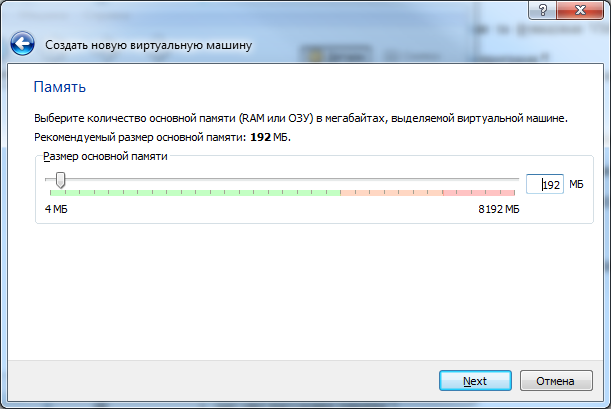 Создать новую виртуальную машину
Память
Выберите количество основной памяти (RAM или ОЗУ) в мегабайтах, выделяемой виртуальной машине.
Рекомендуемый размер основной памяти: 192 МБ.
Размер основной памяти
192 МБ
4 МБ 8192 МБ
Next Отмена